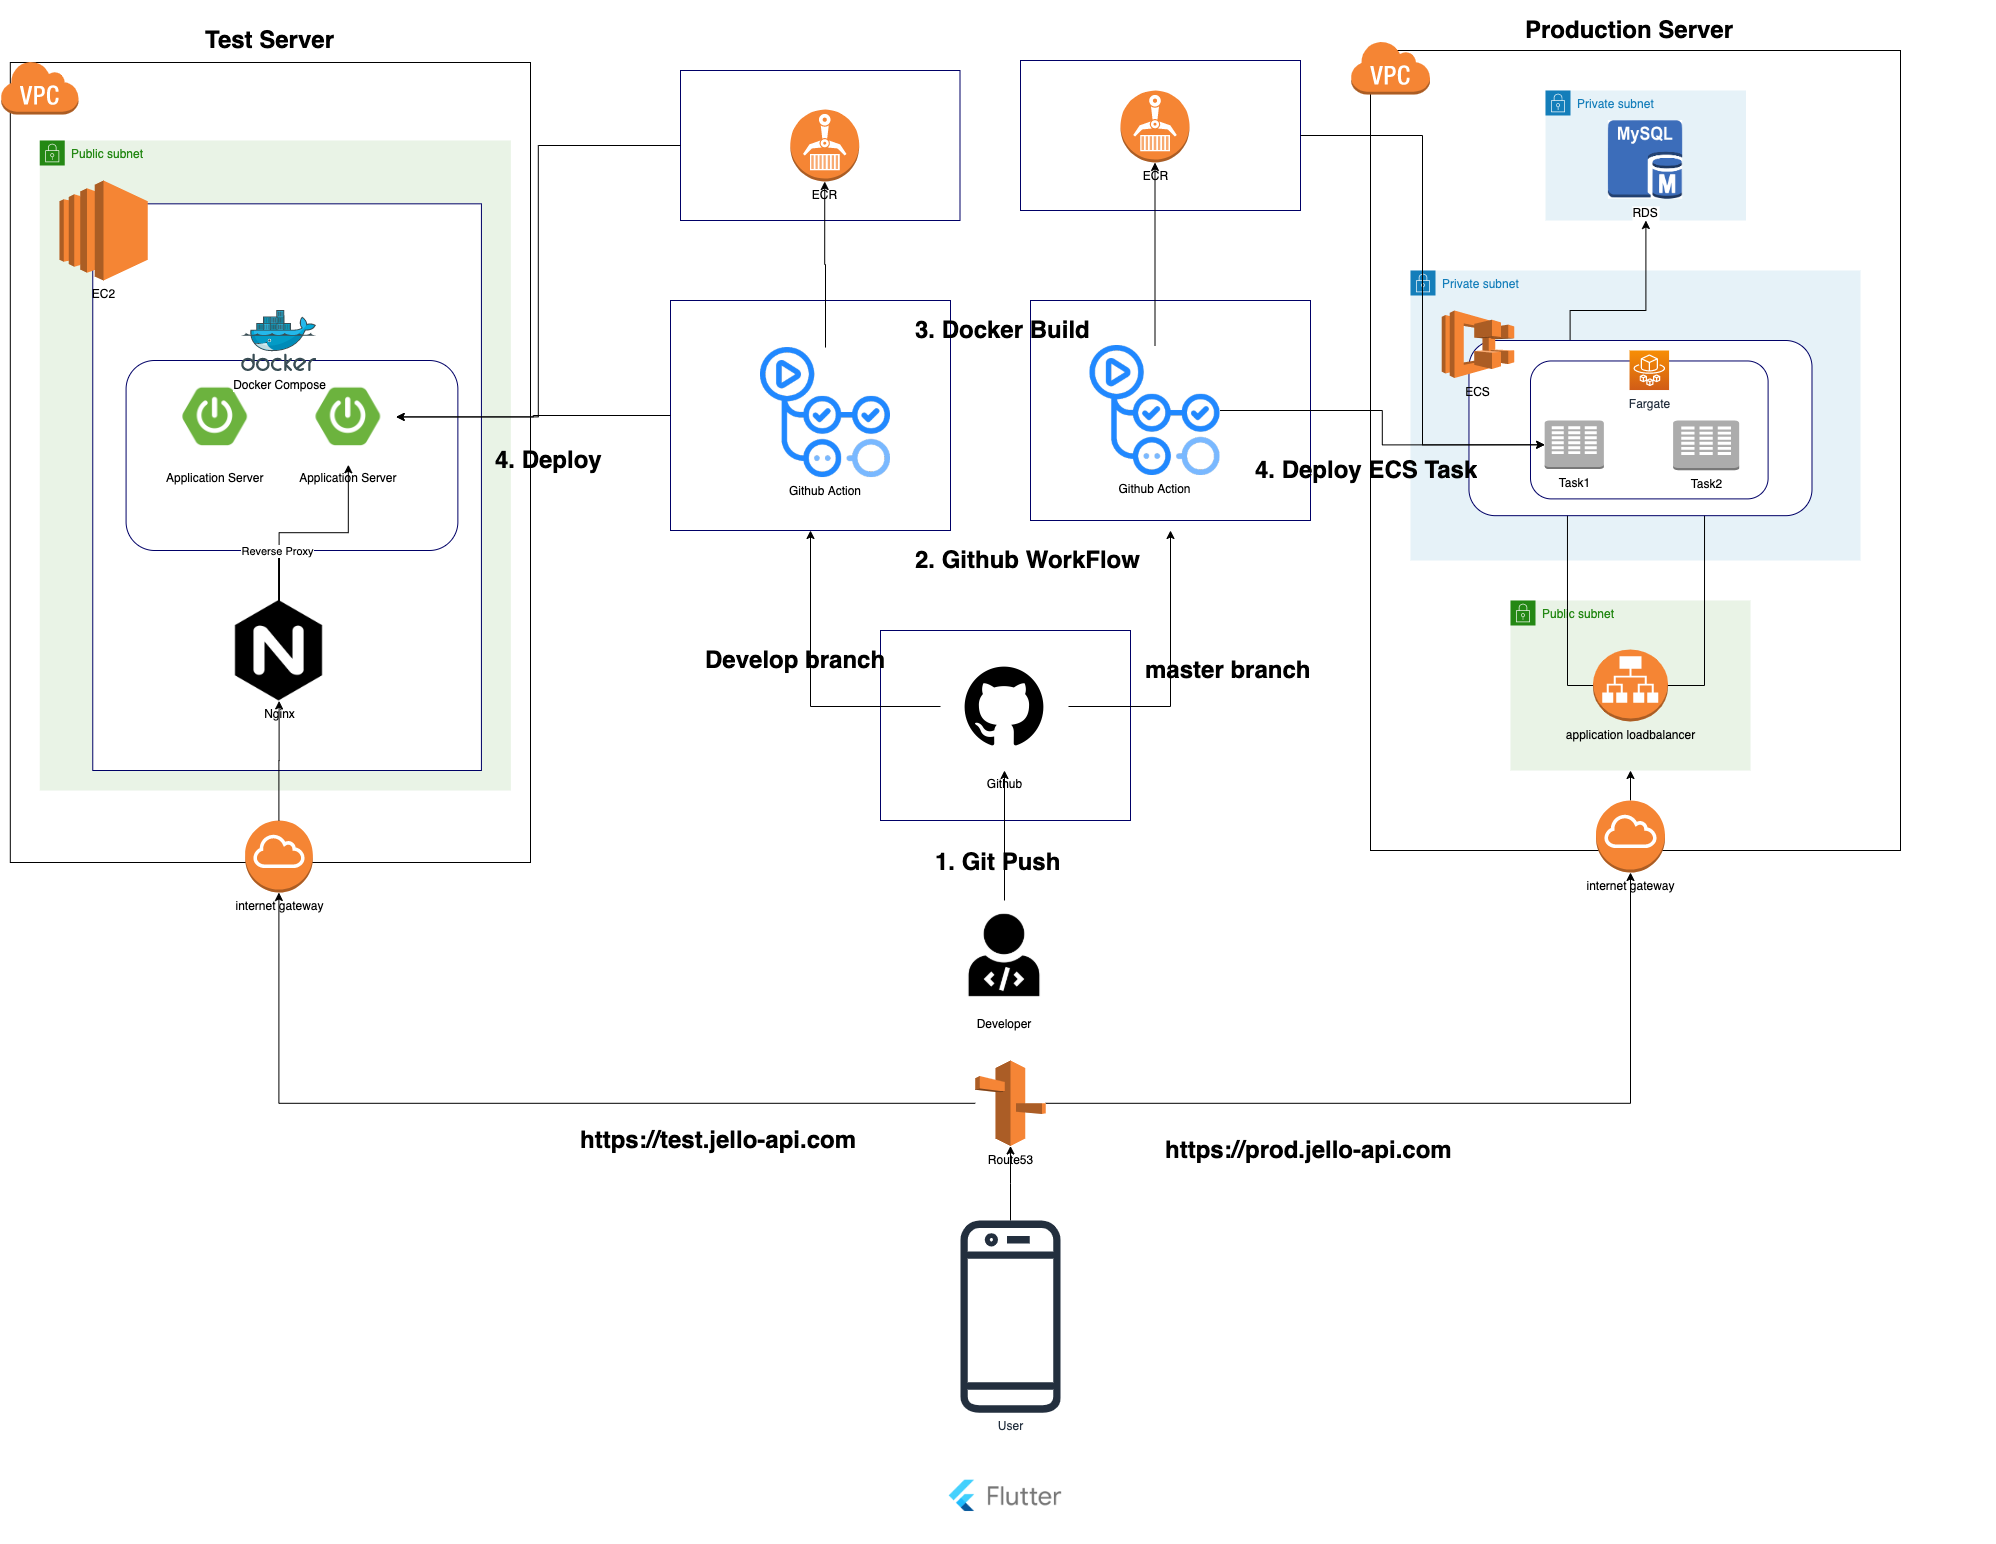 Test Server
Production Server
VPC
VPC
Public subnet
EC2
docker
Docker Compose
Application Server
Application Server
Reverse Proxy
Nginx
internet gateway
ECR
ECR
3. Docker Build
Github Action
Github Action
4. Deploy
4. Deploy ECS Task
2. Github WorkFlow
Develop branch
master branch
Github
1. Git Push
Developer
Private subnet
MySQL
M
RDS
Private subnet
ECS
Fargate
Task1
Task2
Public subnet
application loadbalancer
internet gateway
https://test.jello-api.com
https://prod.jello-api.com
Route53
User
Flutter